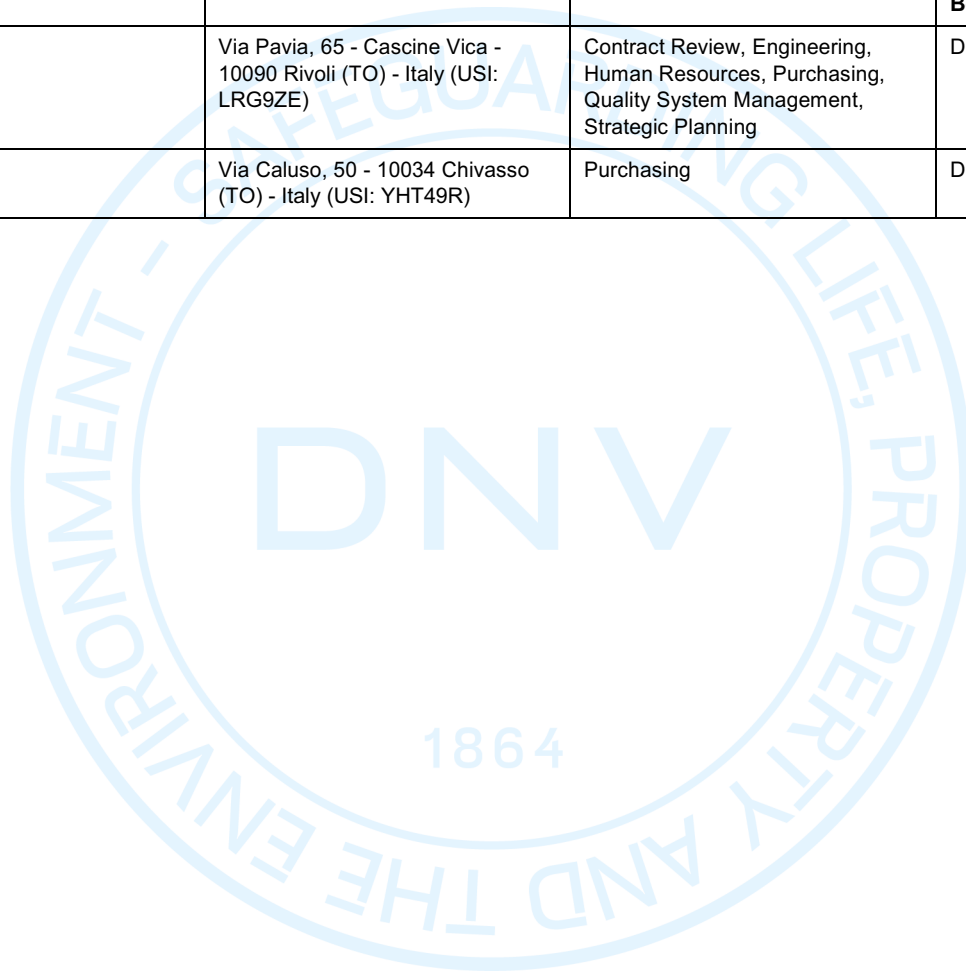 B
Via Pavia, 65 - Cascine Vica -
10090 Rivoli (TO) - Italy (USI:
LRG9ZE)
Contract Review, Engineering,
Human Resources, Purchasing,
Quality System Management,
Strategic Planning
D
Via Caluso, 50 - 10034 Chivasso
(TO) - Italy (USI: YHT49R)
Purchasing
D
SAFEGUARDING LIFE, PROPERTY AND THE ENVIRONMENT -
DNV
1864